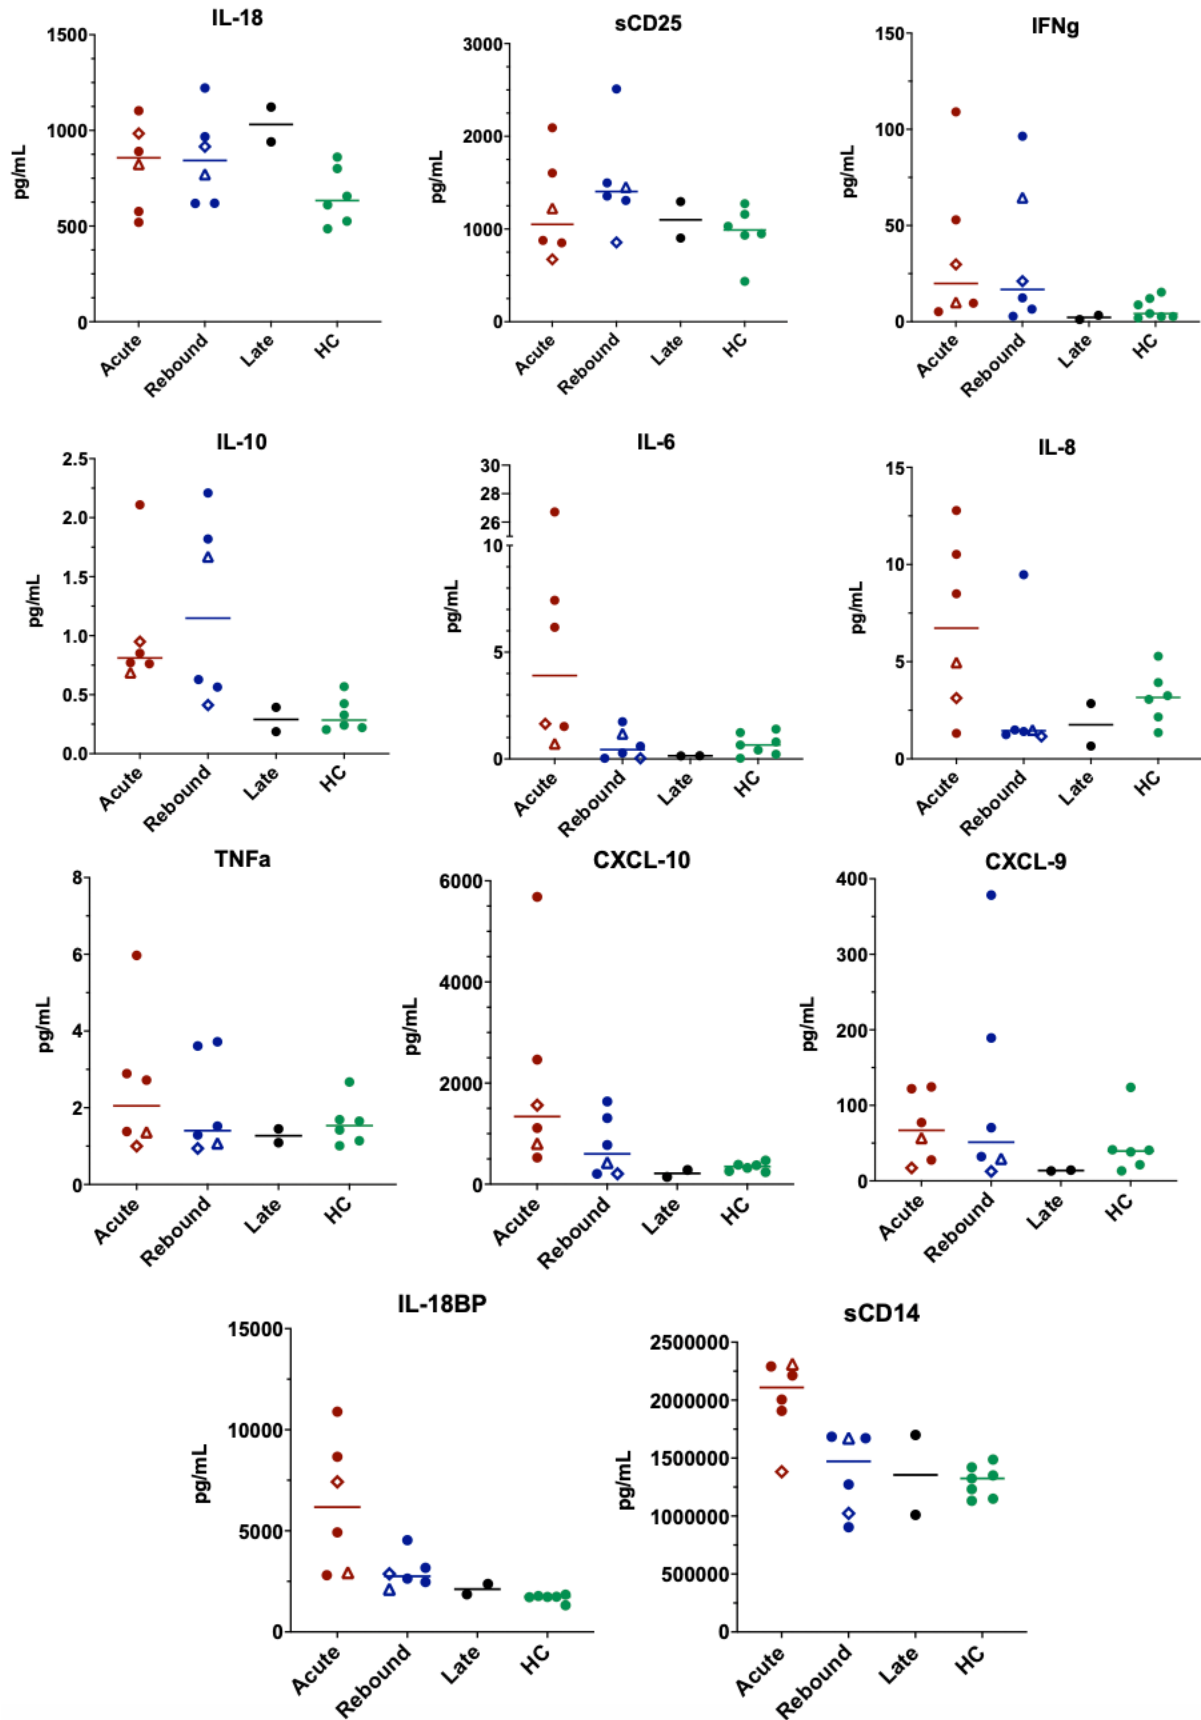 IL-18
1500
1000
500
0
pg/mL
Acute
Rebound
Late
HC
sCD25
3000
2000
1000
0
pg/mL
Acute
Rebound
Late
HC
IFNg
150
100
50
0
pg/mL
Acute
Rebound
Late
HC
IL-10
2.5
2.0
1.5
1.0
0.5
0.0
pg/mL
Acute
Rebound
Late
HC
IL-6
30
28
26
10
5
0
pg/mL
Acute
Rebound
Late
HC
IL-8
15
10
5
0
pg/mL
Acute
Rebound
Late
HC
TNFa
8
6
4
2
0
pg/mL
Acute
Rebound
Late
HC
CXCL-10
6000
4000
2000
0
pg/mL
Acute
Rebound
Late
HC
CXCL-9
400
300
200
100
0
pg/mL
Acute
Rebound
Late
HC
IL-18BP
15000
10000
5000
0
pg/mL
Acute
Rebound
Late
HC
sCD14
2500000
2000000
1500000
1000000
500000
0
pg/mL
Acute
Rebound
Late
HC